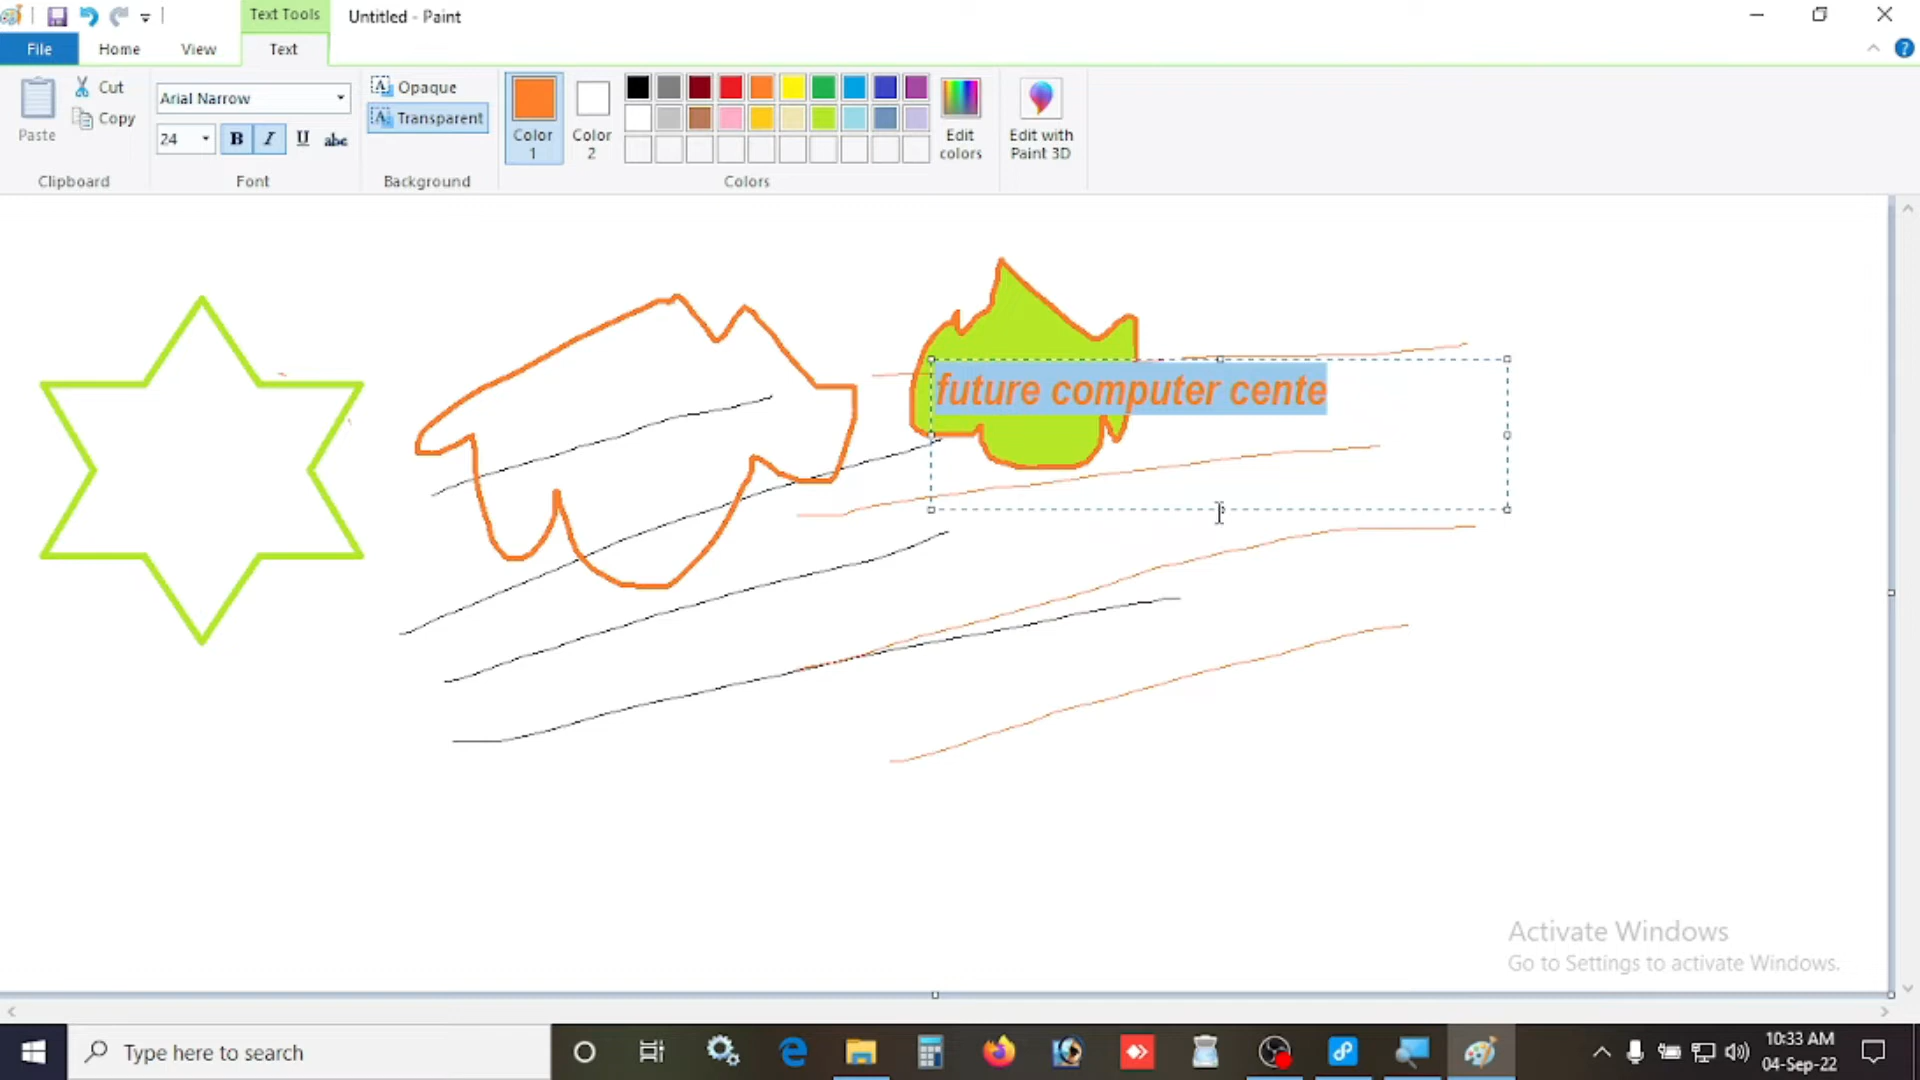 Text Tools
Untitled - Paint
File
Home
View
Text
Paste
Cut
Copy
Clipboard
Arial Narrow
24
B I U abc
Font
Opaque
Transparent
Background
Color 1
Color 2
Colors
Edit colors
Edit with Paint 3D
future computer cente
Activate Windows
Go to Settings to activate Windows.
Type here to search
10:33 AM
04-Sep-22